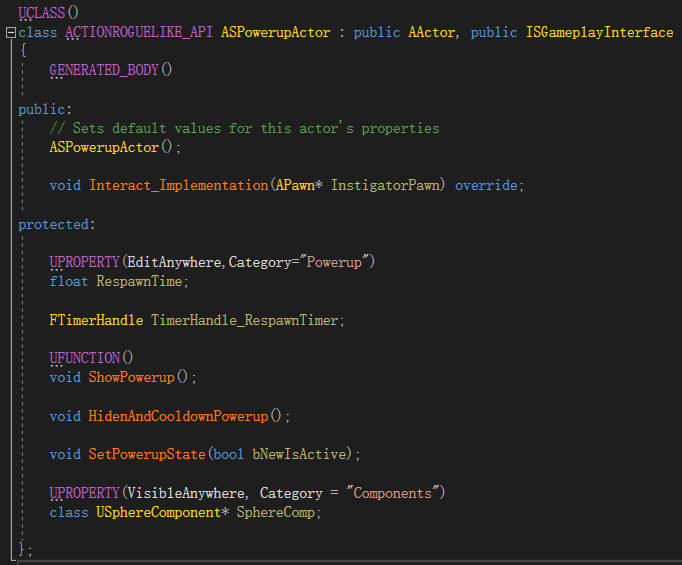 UCLASS()
class ACTIONROGUELIKE_API ASPowerupActor : public AActor, public ISGameplayInterface
{
GENERATED_BODY()
public:
// Sets default values for this actor's properties
ASPowerupActor();
void Interact_Implementation(APawn* InstigatorPawn) override;
protected:
UPROPERTY(EditAnywhere,Category="Powerup")
float RespawnTime;
FTimerHandle TimerHandle_RespawnTimer;
UFUNCTION()
void ShowPowerup();
void HidenAndCooldownPowerup();
void SetPowerupState(bool bNewIsActive);
UPROPERTY(VisibleAnywhere, Category = "Components")
class USphereComponent* SphereComp;
};